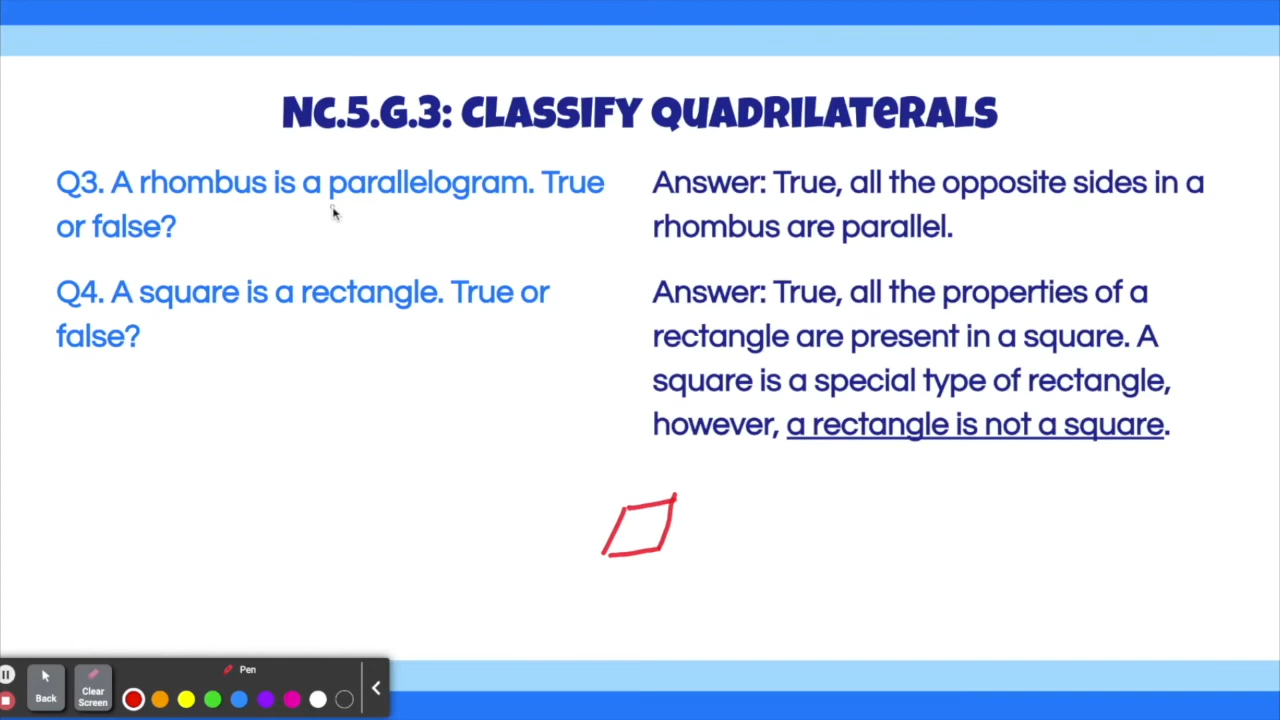 NC.5.G.3: CLASSIFY QUADRILATERALS
Q3. A rhombus is a parallelogram. True
or false?
Q4. A square is a rectangle. True or
false?
Answer: True, all the opposite sides in a
rhombus are parallel.
Answer: True, all the properties of a
rectangle are present in a square. A
square is a special type of rectangle,
however, a rectangle is not a square.
Pen
Back
Clear
Screen